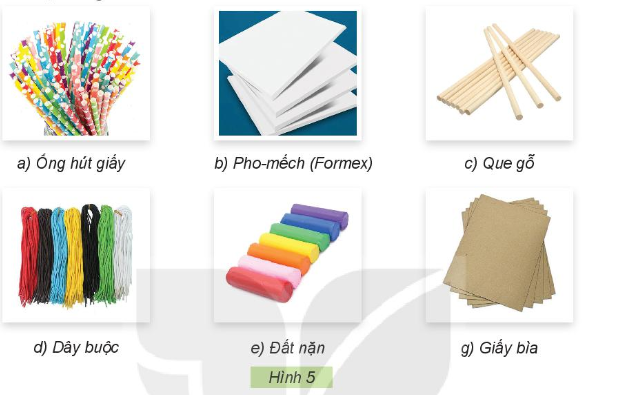 a) Ống hút giấy
b) Pho-mếch (Formex)
c) Que gỗ
d) Dây buộc
e) Đất nặn
g) Giấy bìa
Hình 5